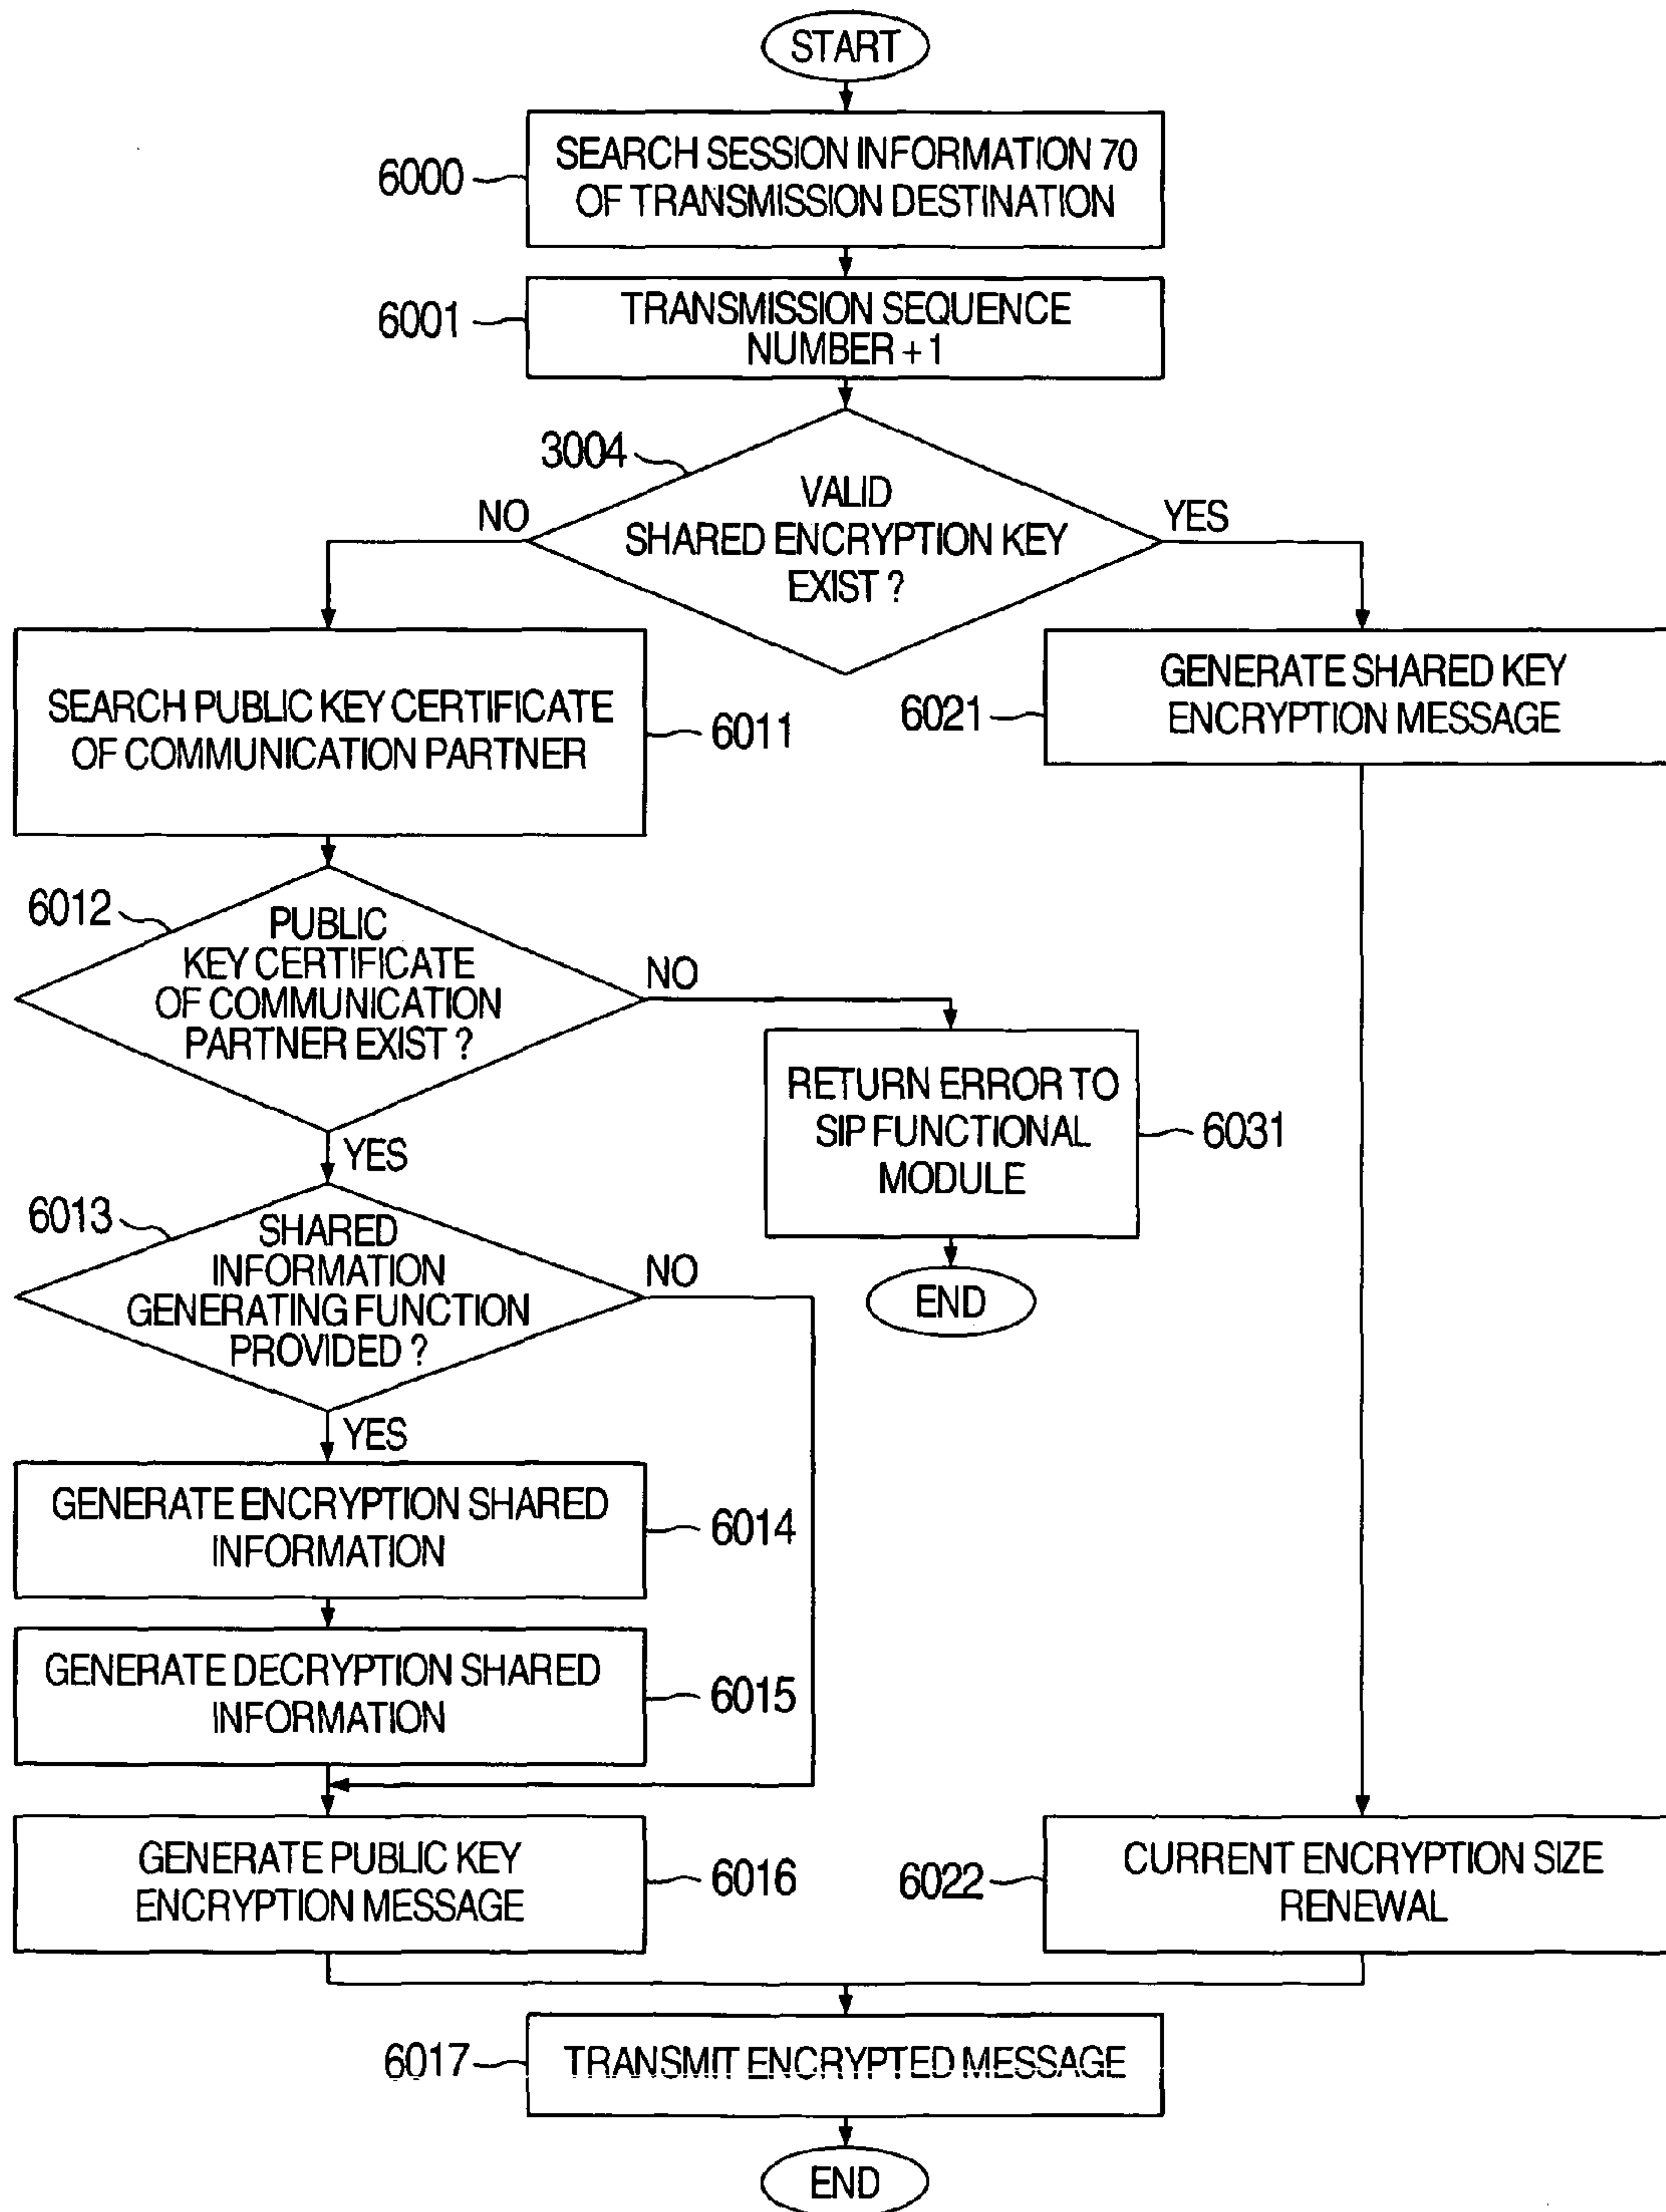 START
6000
SEARCH SESSION INFORMATION 70
OF TRANSMISSION DESTINATION
6001
TRANSMISSION SEQUENCE
NUMBER + 1
3004
VALID
SHARED ENCRYPTION KEY
EXIST ?
NO
YES
SEARCH PUBLIC KEY CERTIFICATE
OF COMMUNICATION PARTNER
6011
6021
GENERATE SHARED KEY
ENCRYPTION MESSAGE
6012
PUBLIC
KEY CERTIFICATE
OF COMMUNICATION
PARTNER EXIST ?
NO
YES
RETURN ERROR TO
SIP FUNCTIONAL
MODULE
6031
END
6013
SHARED
INFORMATION
GENERATING FUNCTION
PROVIDED ?
NO
YES
GENERATE ENCRYPTION SHARED
INFORMATION
6014
GENERATE DECRYPTION SHARED
INFORMATION
6015
GENERATE PUBLIC KEY
ENCRYPTION MESSAGE
6016
6022
CURRENT ENCRYPTION SIZE
RENEWAL
6017
TRANSMIT ENCRYPTED MESSAGE
END